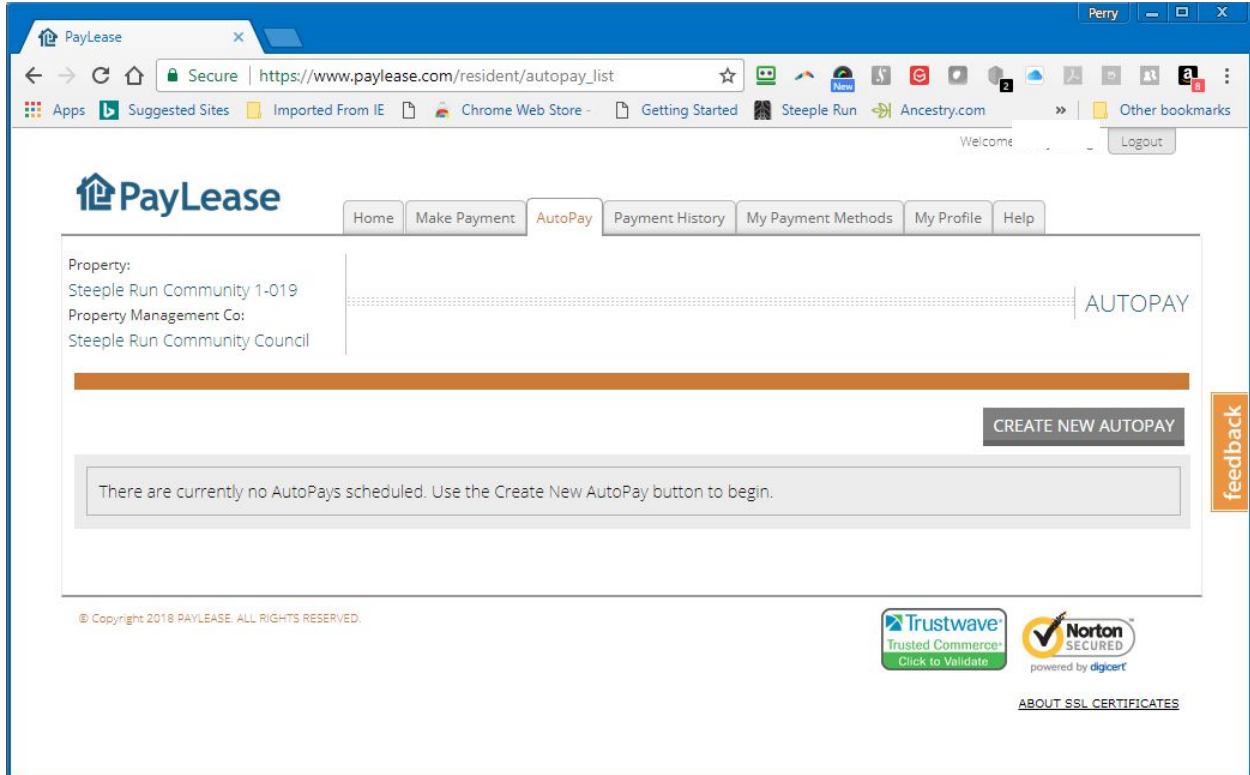 Perry
PayLease
Secure https://www.paylease.com/resident/autopay_list
New
2
8
Apps Suggested Sites Imported From IE Chrome Web Store - Getting Started Steeple Run Ancestry.com » Other bookmarks
Welcome Logout
PayLease
Home Make Payment AutoPay Payment History My Payment Methods My Profile Help
Property:
Steeple Run Community 1-019
Property Management Co:
Steeple Run Community Council
AUTOPAY
CREATE NEW AUTOPAY
feedback
There are currently no AutoPays scheduled. Use the Create New AutoPay button to begin.
© Copyright 2018 PAYLEASE. ALL RIGHTS RESERVED.
Trustwave
Trusted Commerce
Click to Validate
Norton
SECURED
powered by digicert
ABOUT SSL CERTIFICATES